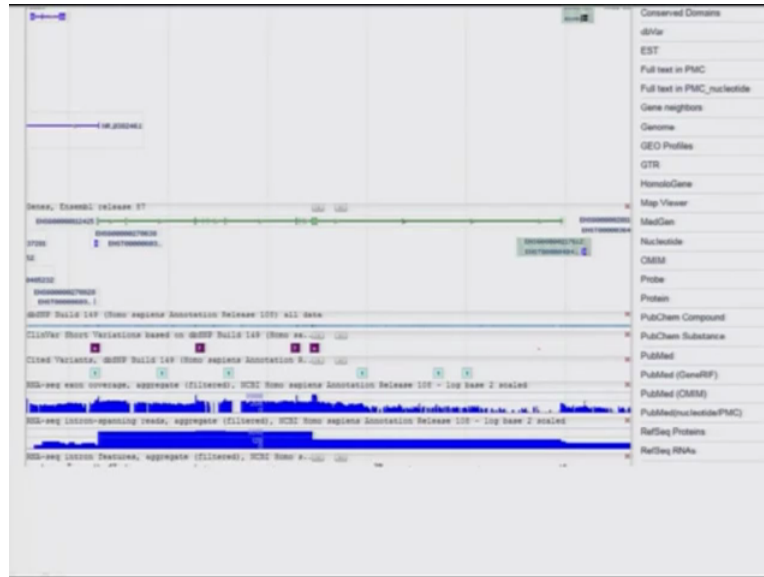 Genes, Ensembl release 87
dbSNP Build 149 (Homo sapiens Annotation Release 108) all data
ClinVar Short Variations based on dbSNP Build 149 (Homo sa...
Cited Variants, dbSNP Build 149 (Homo sapiens Annotation R...
RNA-seq exon coverage, aggregate (filtered), NCBI Homo sapiens Annotation Release 108 - log base 2 scaled
RNA-seq intron-spanning reads, aggregate (filtered), NCBI Homo sapiens Annotation Release 108 - log base 2 scaled
RNA-seq intron features, aggregate (filtered), NCBI Homo s...
Conserved Domains
dbVar
EST
Full text in PMC
Full text in PMC_nucleotide
Gene neighbors
Genome
GEO Profiles
GTR
HomoloGene
Map Viewer
MedGen
Nucleotide
OMIM
Probe
Protein
PubChem Compound
PubChem Substance
PubMed
PubMed (GeneRIF)
PubMed (OMIM)
PubMed(nucleotide/PMC)
RefSeq Proteins
RefSeq RNAs